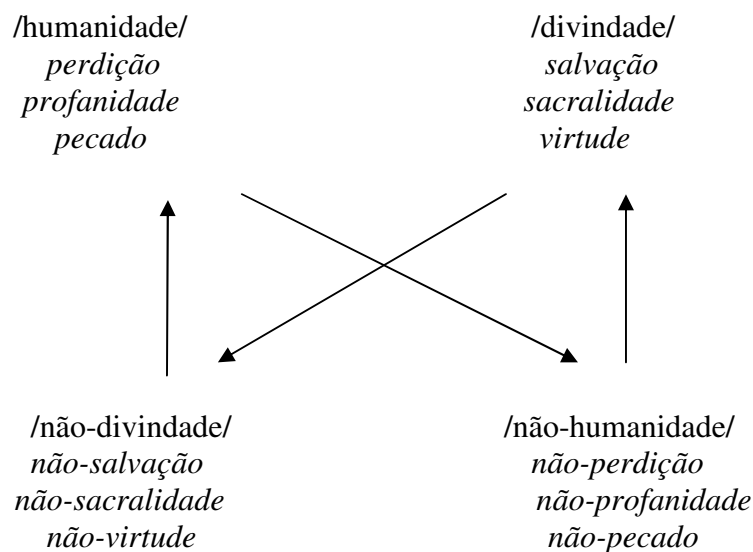 /humanidade/
perdição
profanidade
pecado
/divindade/
salvação
sacralidade
virtude
/não-divindade/
não-salvação
não-sacralidade
não-virtude
/não-humanidade/
não-perdição
não-profanidade
não-pecado